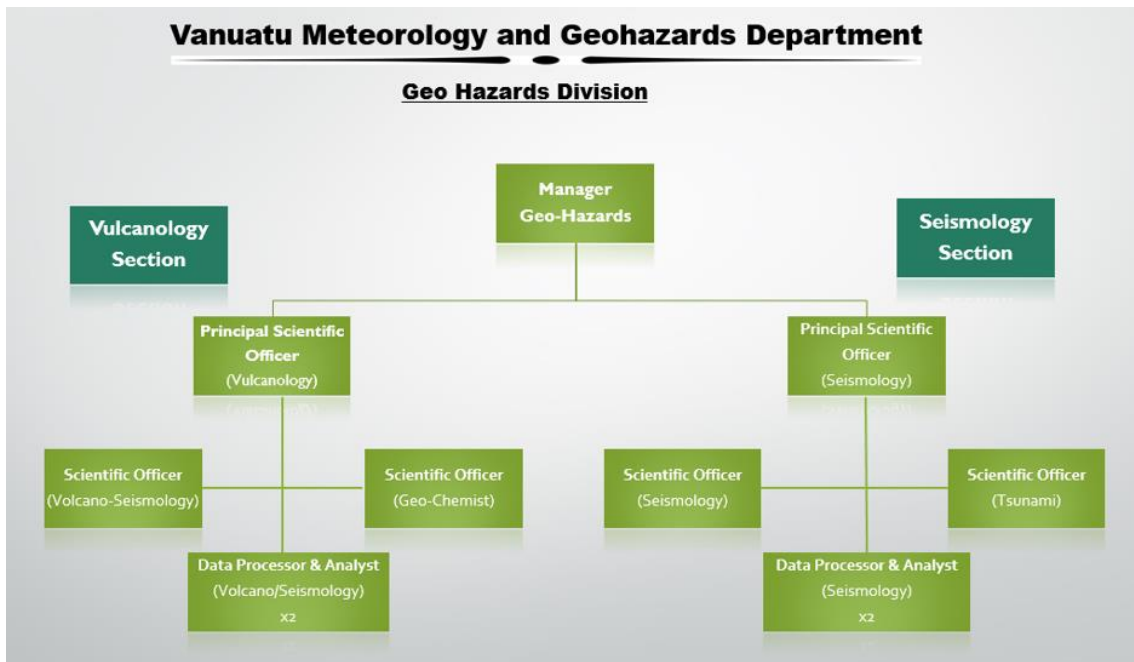 Vanuatu Meteorology and Geohazards Department
Geo Hazards Division
Manager
Geo-Hazards
Vulcanology
Section
Seismology
Section
Principal Scientific
Officer
(Vulcanology)
Principal Scientific
Officer
(Seismology)
Scientific Officer
(Volcano-Seismology)
Scientific Officer
(Geo-Chemist)
Scientific Officer
(Seismology)
Scientific Officer
(Tsunami)
Data Processor & Analyst
(Volcano/Seismology)
x2
Data Processor & Analyst
(Seismology)
x2